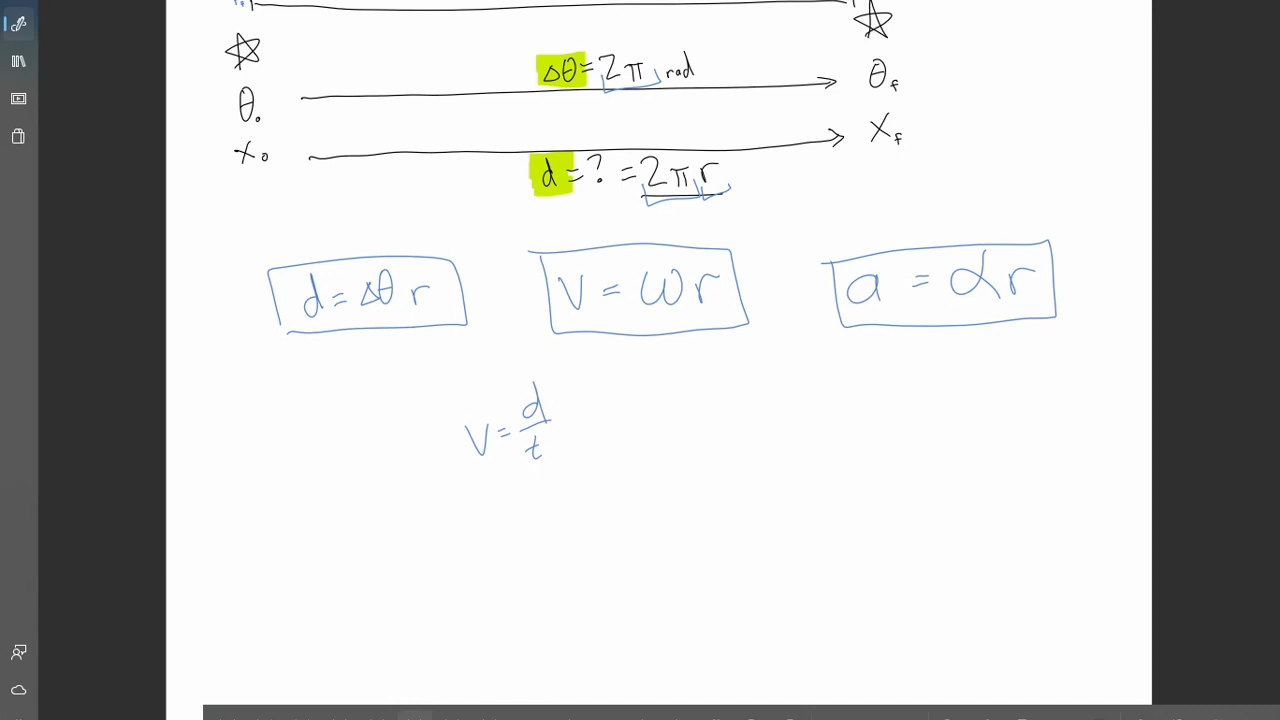 Δθ = 2π rad
θ₀ θf
x₀ xf
d = ? = 2πr
d = Δθ r
v = ωr
a = αr
v = d/t